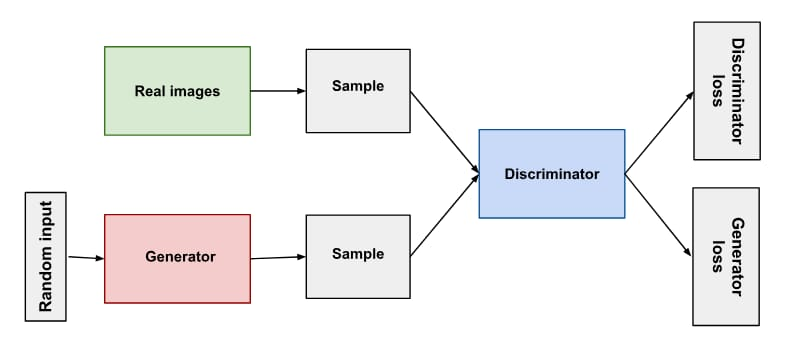 Real images
Sample
Discriminator
loss
Discriminator
Random input
Generator
Sample
Generator
loss